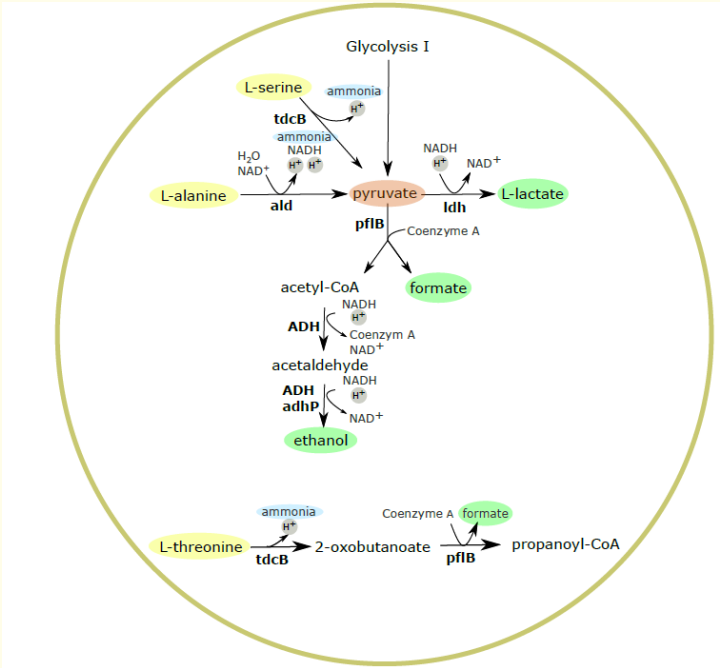 Glycolysis I
L-serine
ammonia
H+
tdcB
ammonia
NADH
H+ H+
H₂O
NAD+
L-alanine
ald
pyruvate
NADH
H+
NAD+
ldh
L-lactate
pflB
Coenzyme A
acetyl-CoA
formate
NADH
H+
ADH
Coenzym A
NAD+
acetaldehyde
ADH
adhP
NADH
H+
NAD+
ethanol
ammonia
H+
L-threonine
tdcB
2-oxobutanoate
Coenzyme A
formate
pflB
propanoyl-CoA